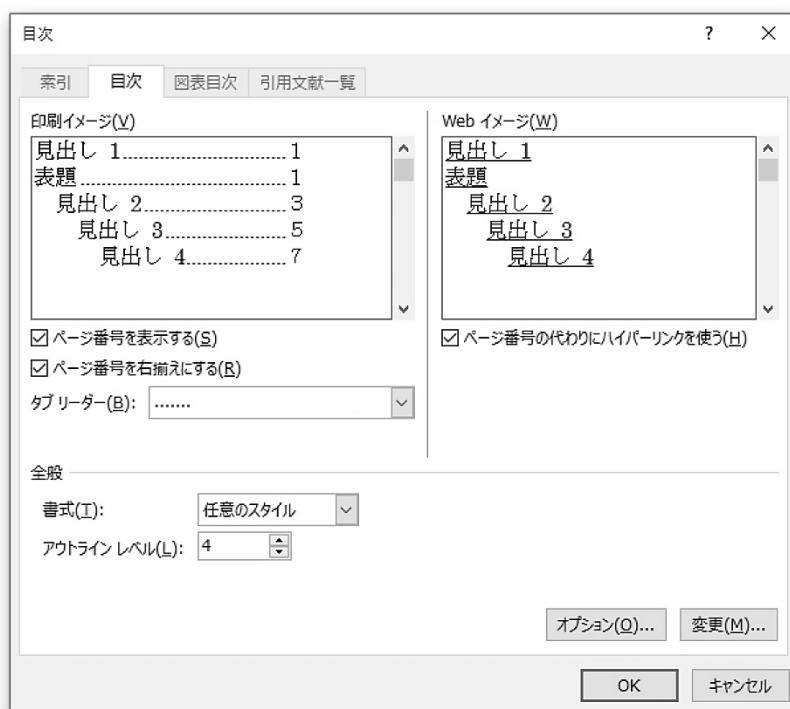 目次
索引 目次 図表目次 引用文献一覧
印刷イメージ(V)
見出し 1..............................1
表題......................................1
見出し 2..........................3
見出し 3......................5
見出し 4..................7
ページ番号を表示する(S)
ページ番号を右揃えにする(R)
タブ リーダー(B): .......
Web イメージ(W)
見出し 1
表題
見出し 2
見出し 3
見出し 4
ページ番号の代わりにハイパーリンクを使う(H)
全般
書式(T): 任意のスタイル
アウトライン レベル(L): 4
オプション(O)... 変更(M)...
OK キャンセル